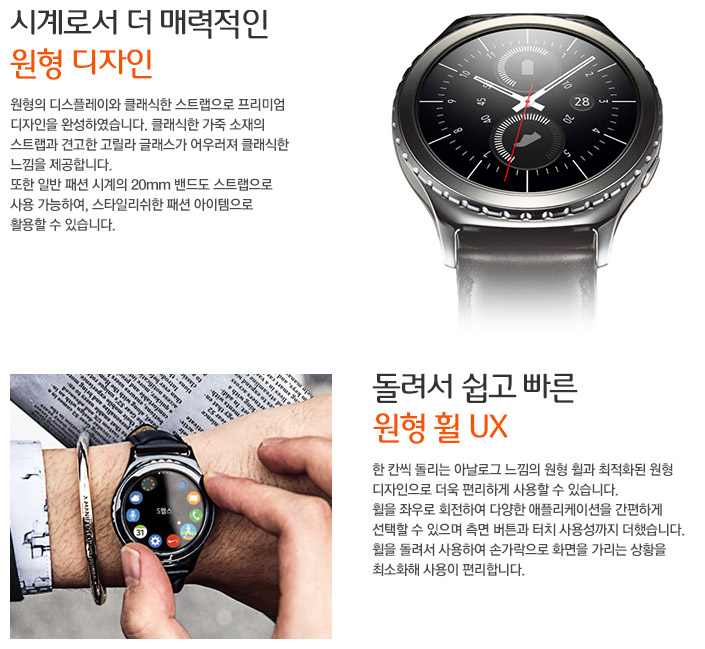 시계로서 더 매력적인
원형 디자인
원형의 디스플레이와 클래식한 스트랩으로 프리미엄
디자인을 완성하였습니다. 클래식한 가죽 소재의
스트랩과 견고한 고릴라 글래스가 어우러져 클래식한
느낌을 제공합니다.
또한 일반 패션 시계의 20mm 밴드도 스트랩으로
사용 가능하여, 스타일리쉬한 패션 아이템으로
활용할 수 있습니다.
28
돌려서 쉽고 빠른
원형 휠 UX
한 칸씩 돌리는 아날로그 느낌의 원형 휠과 최적화된 원형
디자인으로 더욱 편리하게 사용할 수 있습니다.
휠을 좌우로 회전하여 다양한 애플리케이션을 간편하게
선택할 수 있으며 측면 버튼과 터치 사용성까지 더했습니다.
휠을 돌려서 사용하여 손가락으로 화면을 가리는 상황을
최소화해 사용이 편리합니다.
S헬스
31